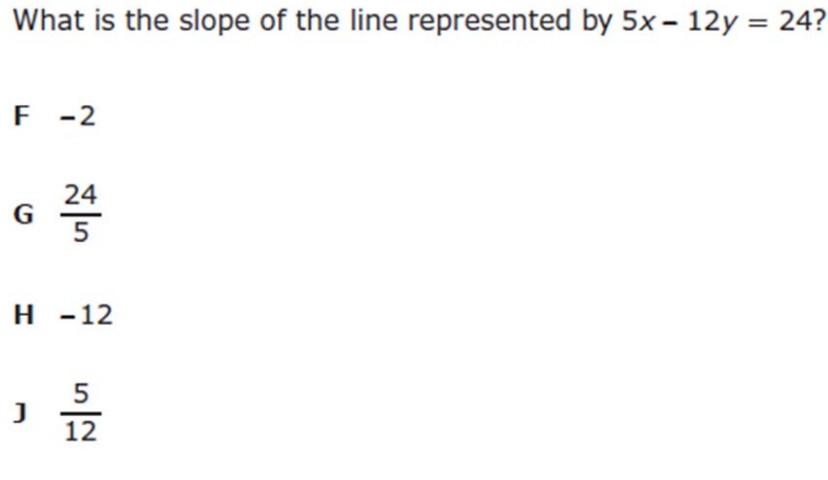 What is the slope of the line represented by 5x – 12y = 24?
F -2
G 24/5
H -12
J 5/12